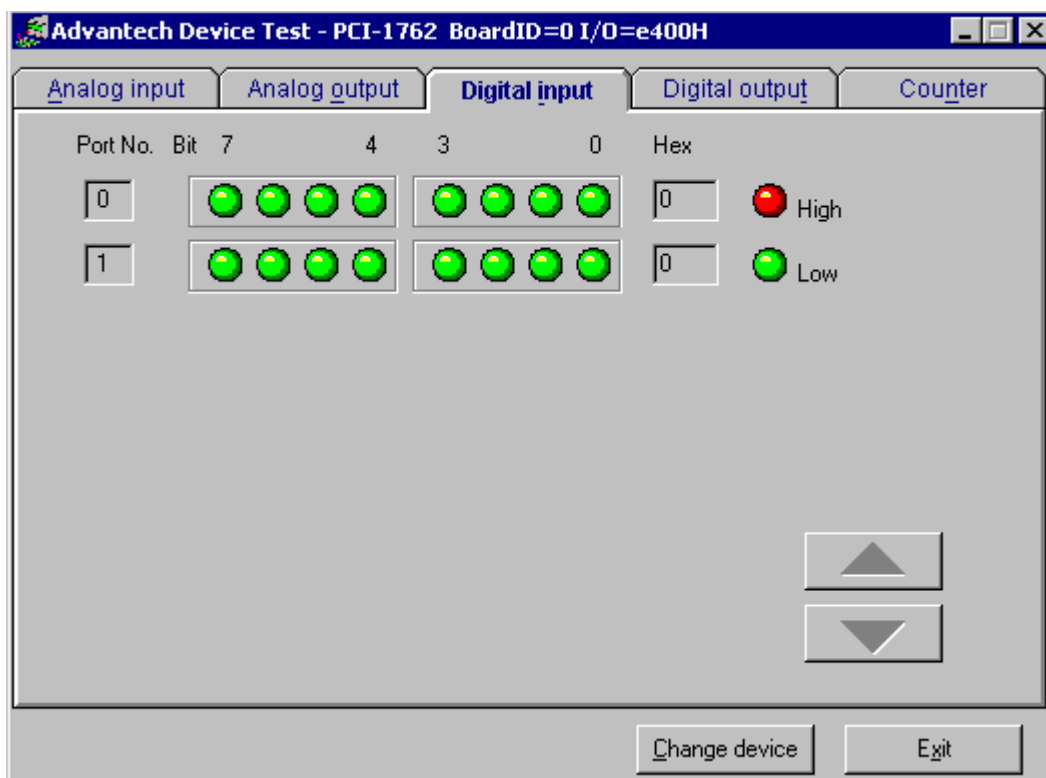 Advantech Device Test - PCI-1762 BoardID=0 I/O=e400H
Analog input Analog output Digital input Digital output Counter
Port No. Bit 7 4 3 0 Hex
0 0 High
1 0 Low
Change device Exit